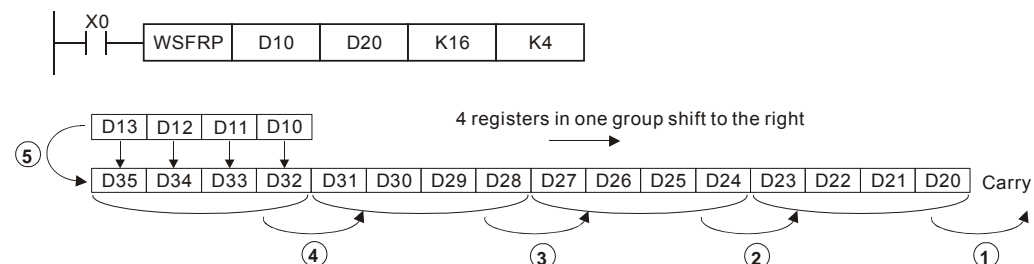 X0
WSFRP D10 D20 K16 K4
D13 D12 D11 D10
4 registers in one group shift to the right
5
D35 D34 D33 D32 D31 D30 D29 D28 D27 D26 D25 D24 D23 D22 D21 D20 Carry
4 3 2 1